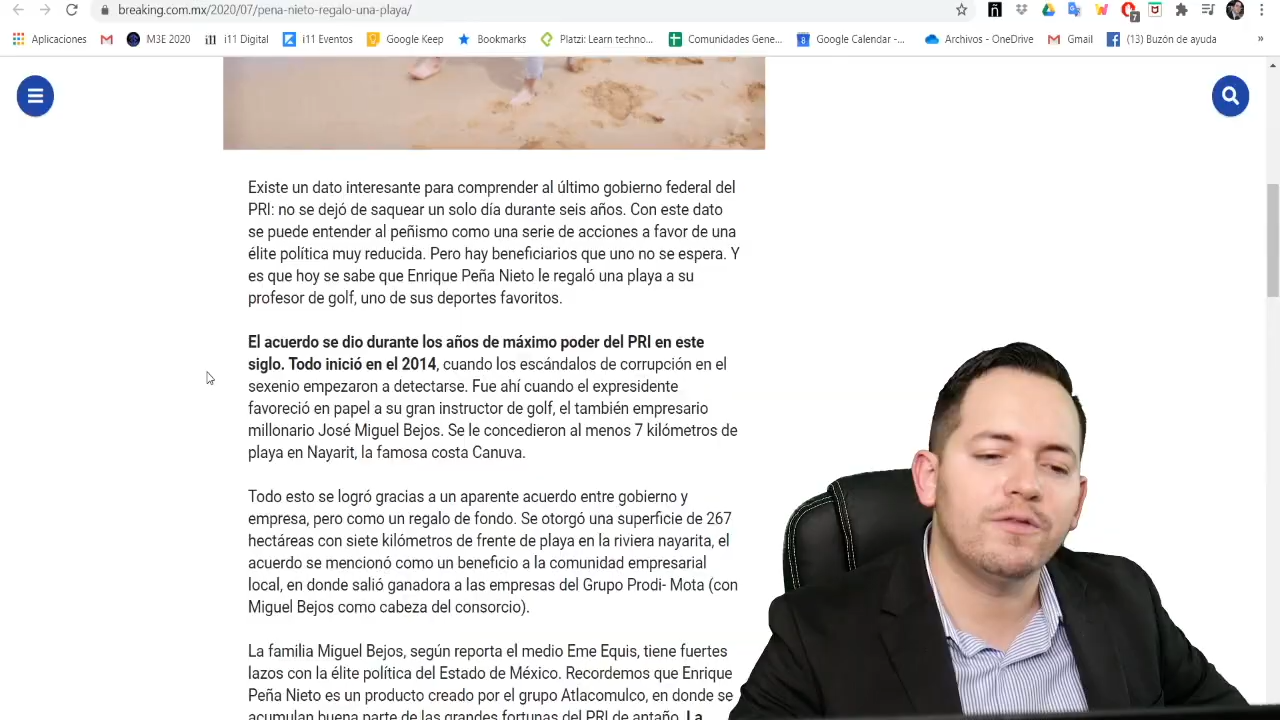 breaking.com.mx/2020/07/pena-nieto-regalo-una-playa/
7
Aplicaciones M3E 2020 i11 Digital i11 Eventos Google Keep Bookmarks Platzi: Learn techno... Comunidades Gene... Google Calendar -... Archivos – OneDrive Gmail (13) Buzón de ayuda »
Existe un dato interesante para comprender al último gobierno federal del
PRI: no se dejó de saquear un solo día durante seis años. Con este dato
se puede entender al peñismo como una serie de acciones a favor de una
élite política muy reducida. Pero hay beneficiarios que uno no se espera. Y
es que hoy se sabe que Enrique Peña Nieto le regaló una playa a su
profesor de golf, uno de sus deportes favoritos.
El acuerdo se dio durante los años de máximo poder del PRI en este
siglo. Todo inició en el 2014, cuando los escándalos de corrupción en el
sexenio empezaron a detectarse. Fue ahí cuando el expresidente
favoreció en papel a su gran instructor de golf, el también empresario
millonario José Miguel Bejos. Se le concedieron al menos 7 kilómetros de
playa en Nayarit, la famosa costa Canuva.
Todo esto se logró gracias a un aparente acuerdo entre gobierno y
empresa, pero como un regalo de fondo. Se otorgó una superficie de 267
hectáreas con siete kilómetros de frente de playa en la riviera nayarita, el
acuerdo se mencionó como un beneficio a la comunidad empresarial
local, en donde salió ganadora a las empresas del Grupo Prodi- Mota (con
Miguel Bejos como cabeza del consorcio).
La familia Miguel Bejos, según reporta el medio Eme Equis, tiene fuertes
lazos con la élite política del Estado de México. Recordemos que Enrique
Peña Nieto es un producto creado por el grupo Atlacomulco, en donde se
acumulan buena parte de las grandes fortunas del PRI de antaño. La